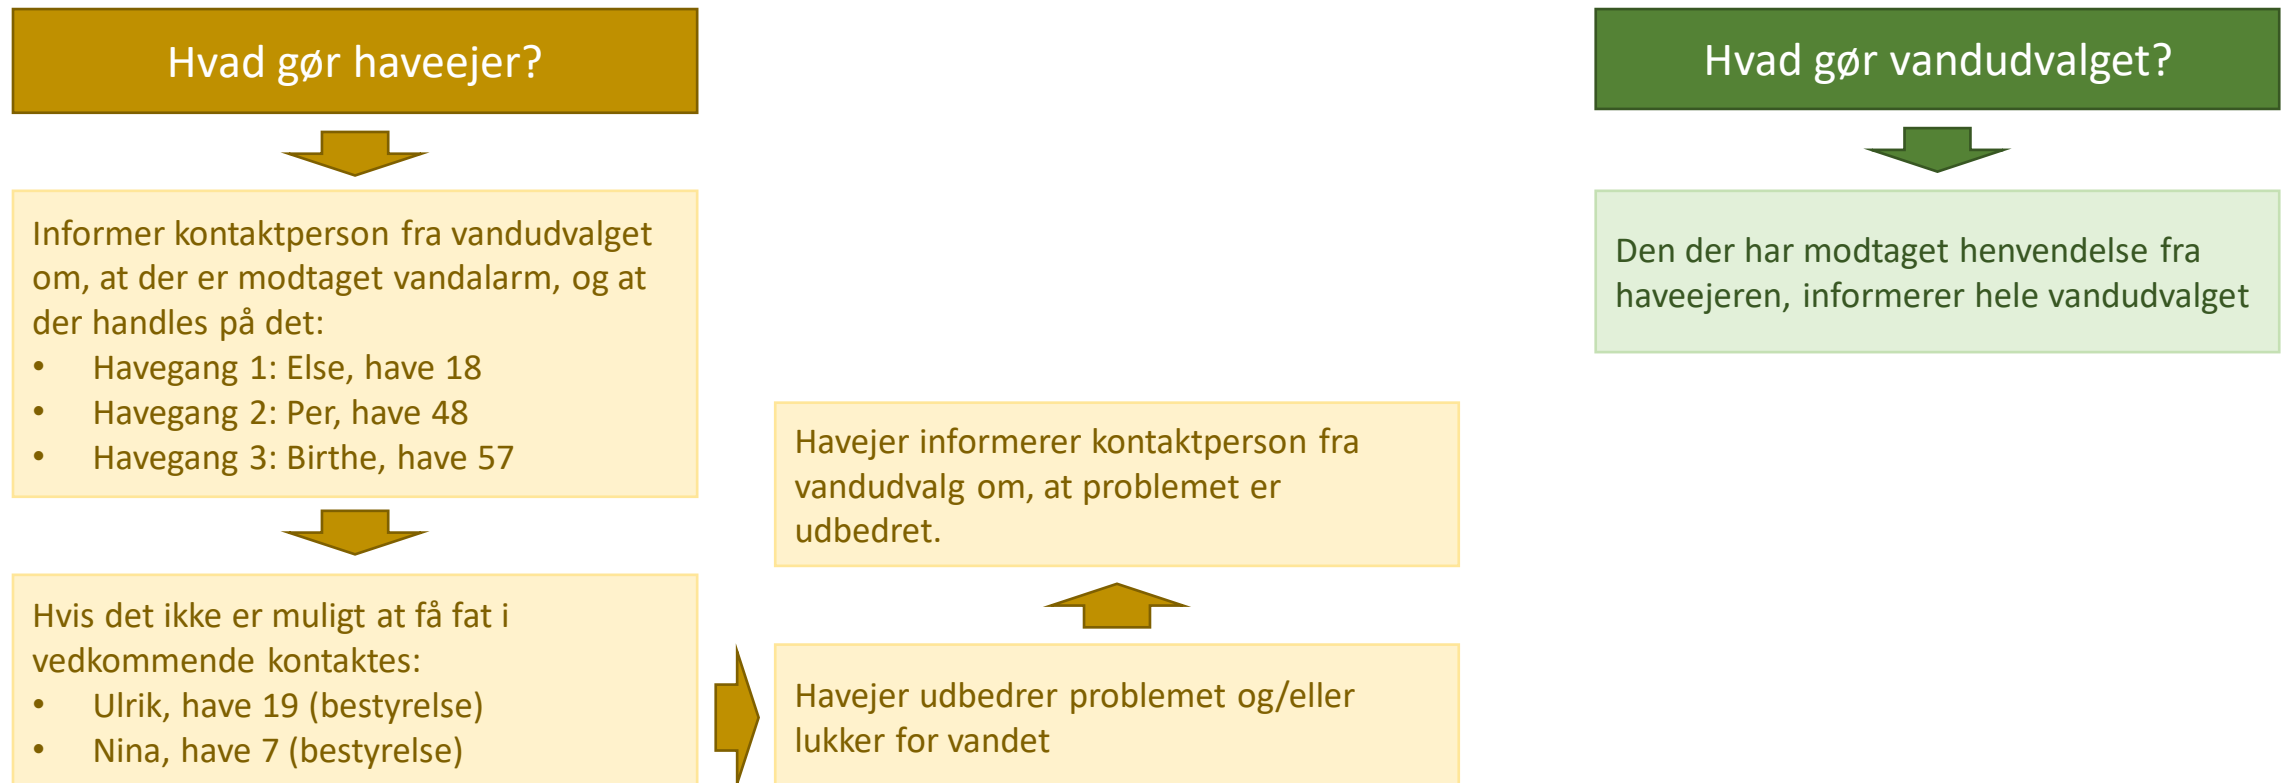 Hvad gør haveejer?
Informer kontaktperson fra vandudvalget
om, at der er modtaget vandalarm, og at
der handles på det:
• Havegang 1: Else, have 18
• Havegang 2: Per, have 48
• Havegang 3: Birthe, have 57
Hvis det ikke er muligt at få fat i
vedkommende kontaktes:
• Ulrik, have 19 (bestyrelse)
• Nina, have 7 (bestyrelse)
Havejer udbedrer problemet og/eller
lukker for vandet
Havejer informerer kontaktperson fra
vandudvalg om, at problemet er
udbedret.
Hvad gør vandudvalget?
Den der har modtaget henvendelse fra
haveejeren, informerer hele vandudvalget